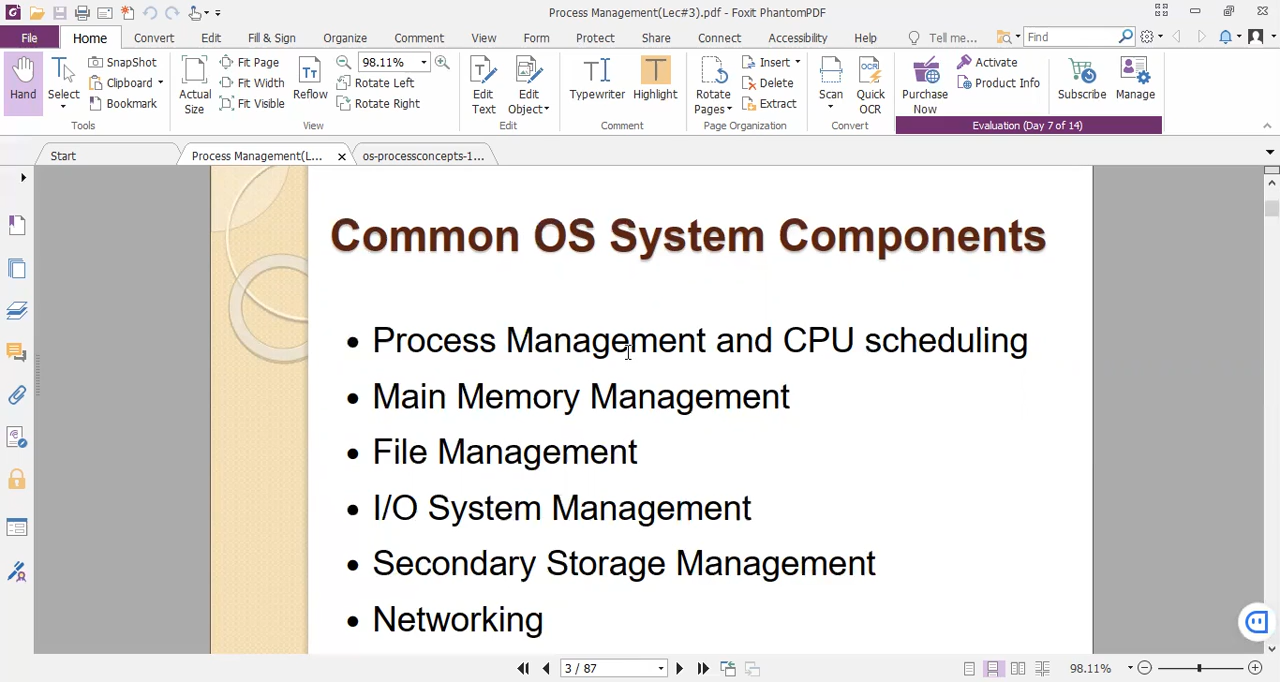 Process Management(Lec#3).pdf - Foxit PhantomPDF
File Home Convert Edit Fill & Sign Organize Comment View Form Protect Share Connect Accessibility Help Tell me... Find
Hand
Select
SnapShot
Clipboard
Bookmark
Actual Size
Fit Page
Fit Width
Fit Visible
Reflow
98.11%
Rotate Left
Rotate Right
Edit Text
Edit Object
Typewriter
Highlight
Rotate Pages
Insert
Delete
Extract
Scan
Quick OCR
Purchase Now
Activate
Product Info
Subscribe
Manage
Tools View Edit Comment Page Organization Convert Evaluation (Day 7 of 14)
Start Process Management(L... os-processconcepts-1...
Common OS System Components
• Process Management and CPU scheduling
• Main Memory Management
• File Management
• I/O System Management
• Secondary Storage Management
• Networking
3 / 87 98.11%